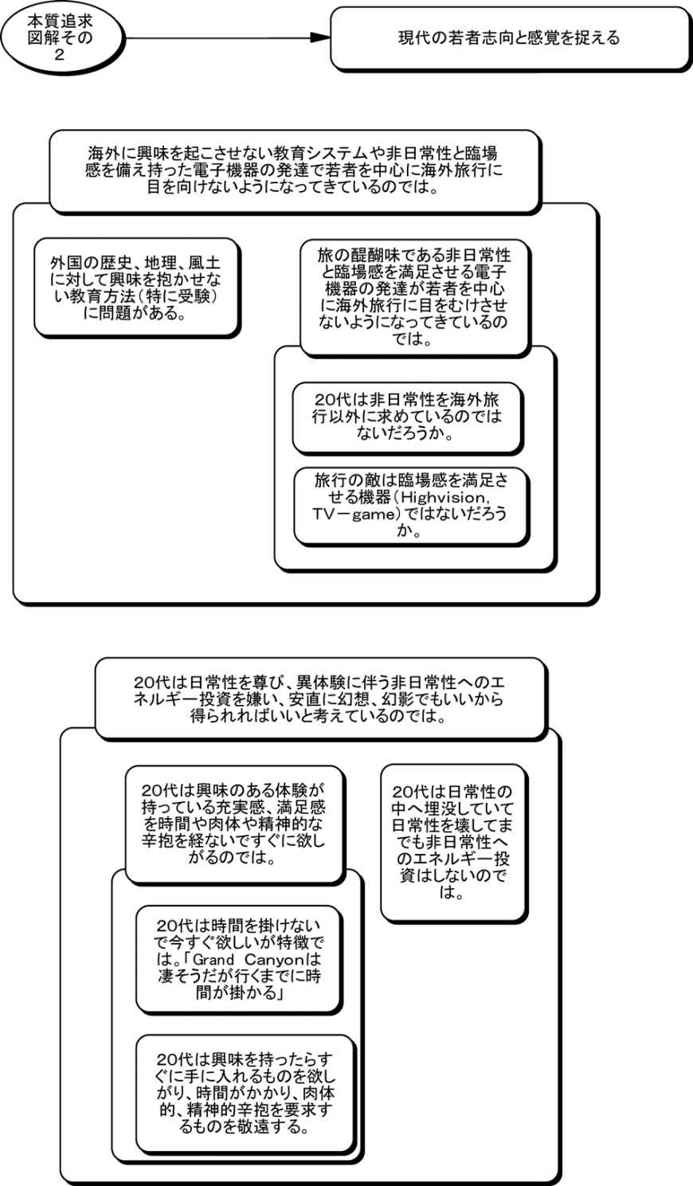 本質追求
図解その
2
現代の若者志向と感覚を捉える
海外に興味を起こさせない教育システムや非日常性と臨場
感を備え持った電子機器の発達で若者を中心に海外旅行に
目を向けないようになってきているのでは。
外国の歴史、地理、風土
に対して興味を抱かせな
い教育方法（特に受験）
に問題がある。
旅の醍醐味である非日常性
と臨場感を満足させる電子
機器の発達が若者を中心
に海外旅行に目をむけさせ
ないようになってきているの
では。
20代は非日常性を海外旅
行以外に求めているのでは
ないだろうか。
旅行の敵は臨場感を満足さ
せる機器（Highvision,
TV－game）ではないだろう
か。
20代は日常性を尊び、異体験に伴う非日常性へのエ
ネルギー投資を嫌い、安直に幻想、幻影でもいいから
得られればいいと考えているのでは。
20代は興味のある体験が
持っている充実感、満足感
を時間や肉体や精神的な
辛抱を経ないですぐに欲し
がるのでは。
20代は日常性の
中へ埋没していて
日常性を壊してま
でも非日常性へ
のエネルギー投
資はしないので
は。
20代は時間を掛けない
で今すぐ欲しいが特徴で
は。「Grand Canyonは
凄そうだが行くまでに時
間が掛かる」
20代は興味を持ったらす
ぐに手に入れるものを欲し
がり、時間がかかり、肉体
的、精神的辛抱を要求す
るものを敬遠する。